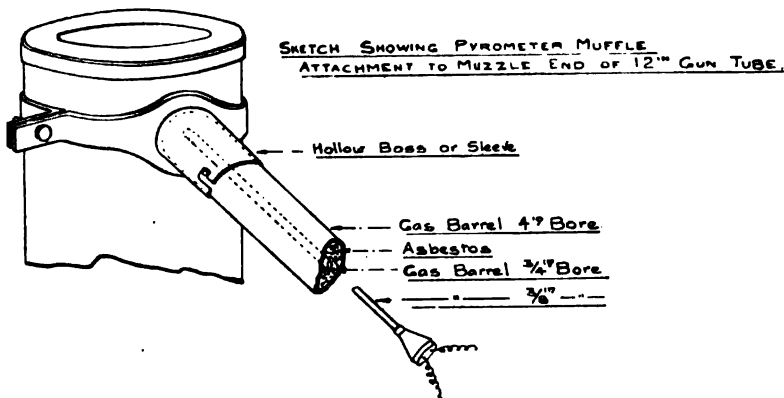 SKETCH SHOWING PYROMETER MUFFLE
ATTACHMENT TO MUZZLE END OF 12" GUN TUBE.
Hollow Boss or Sleeve
Gas Barrel 4" Bore
Asbestos
Gas Barrel 3/4" Bore
" 3/8" "